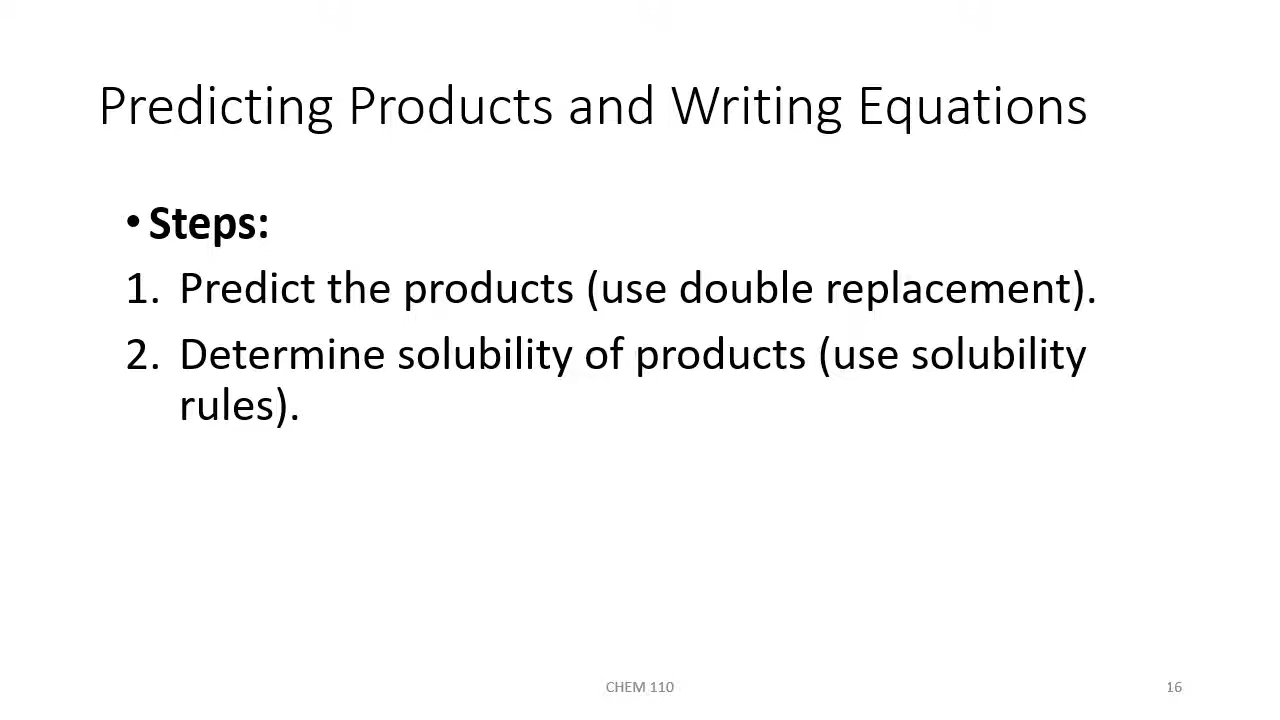 Predicting Products and Writing Equations
• Steps:
1. Predict the products (use double replacement).
2. Determine solubility of products (use solubility
rules).
CHEM 110
16